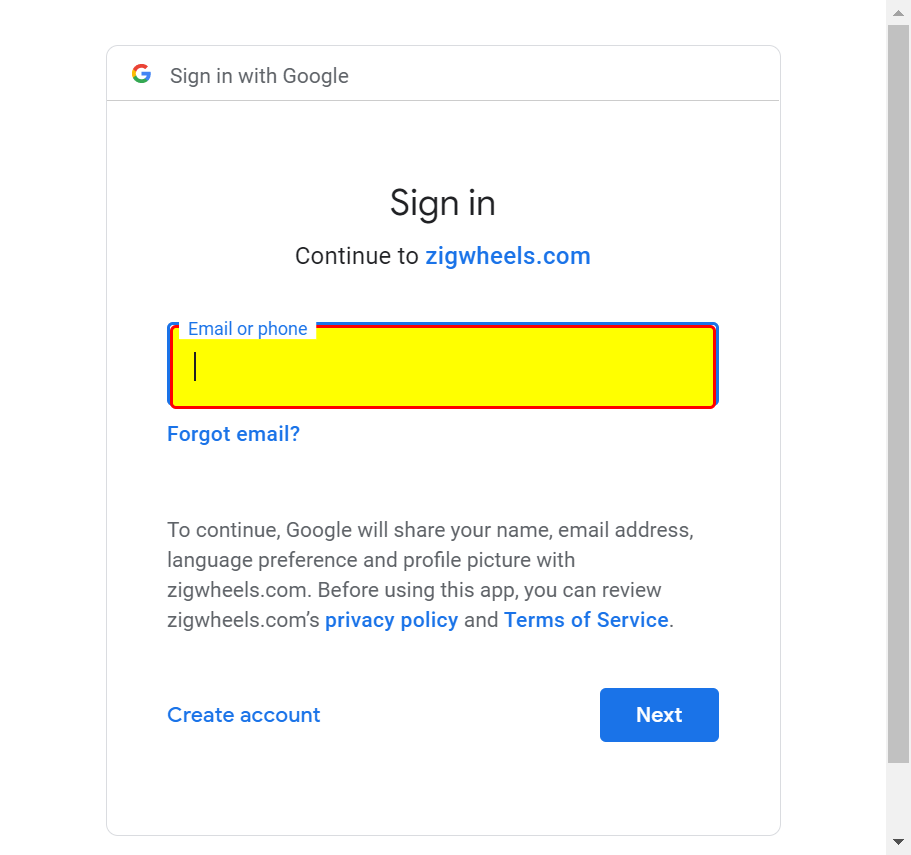 Sign in with Google
Sign in
Continue to zigwheels.com
Email or phone
Forgot email?
To continue, Google will share your name, email address,
language preference and profile picture with
zigwheels.com. Before using this app, you can review
zigwheels.com’s privacy policy and Terms of Service.
Create account
Next